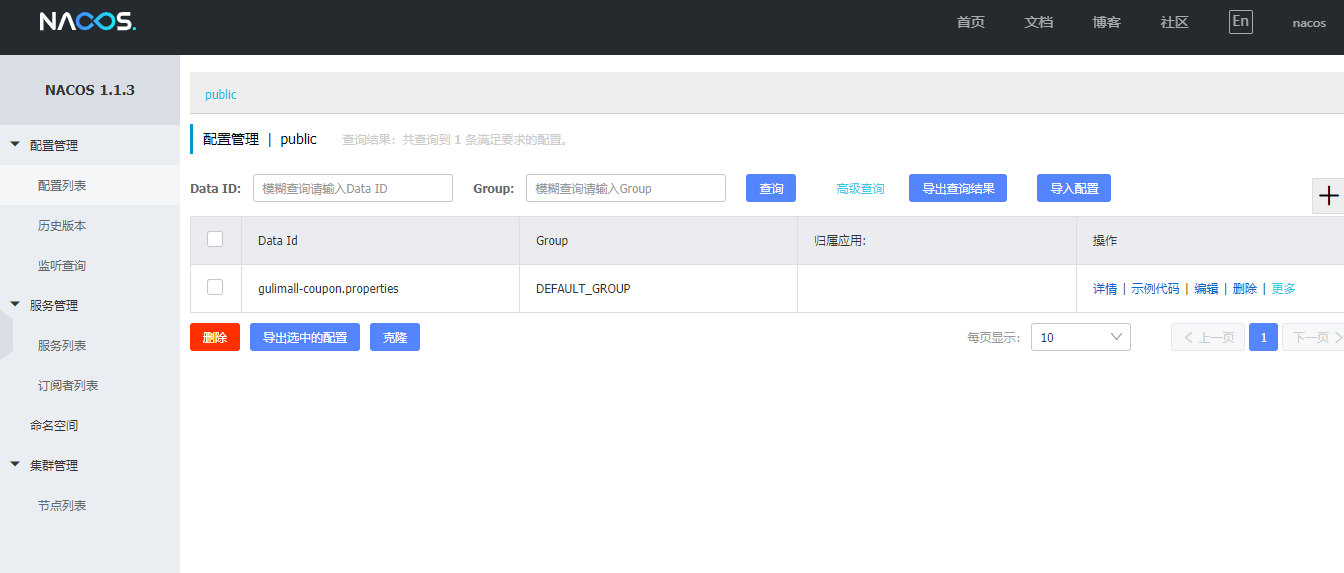 NACOS. 首页 文档 博客 社区 En nacos
NACOS 1.1.3
配置管理
配置列表
历史版本
监听查询
服务管理
服务列表
订阅者列表
命名空间
集群管理
节点列表
public
配置管理 | public 查询结果：共查询到 1 条满足要求的配置。
Data ID: 模糊查询请输入Data ID Group: 模糊查询请输入Group 查询 高级查询 导出查询结果 导入配置
Data Id Group 归属应用: 操作
gulimall-coupon.properties DEFAULT_GROUP 详情 | 示例代码 | 编辑 | 删除 | 更多
删除 导出选中的配置 克隆 每页显示: 10 上一页 1 下一页